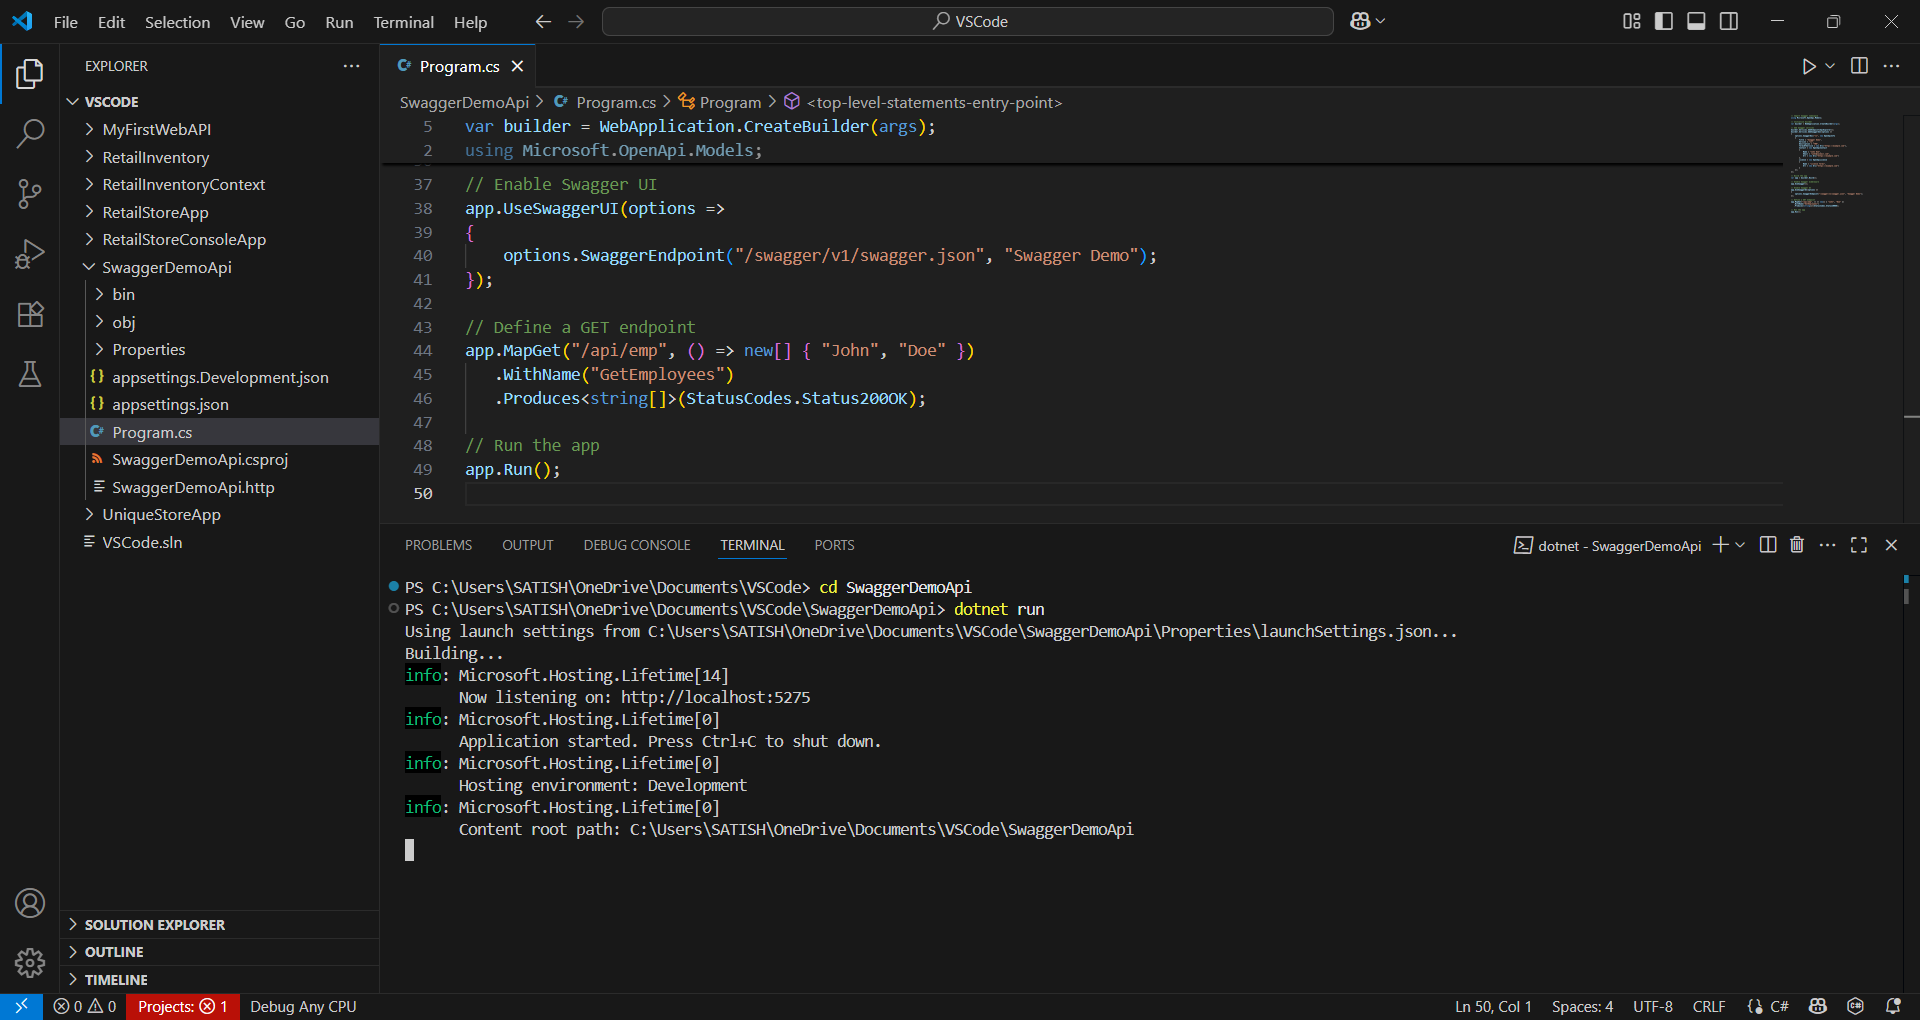 File Edit Selection View Go Run Terminal Help
VSCode
EXPLORER
VSCODE
MyFirstWebAPI
RetailInventory
RetailInventoryContext
RetailStoreApp
RetailStoreConsoleApp
SwaggerDemoApi
bin
obj
Properties
appsettings.Development.json
appsettings.json
Program.cs
SwaggerDemoApi.csproj
SwaggerDemoApi.http
UniqueStoreApp
VSCode.sln
SOLUTION EXPLORER
OUTLINE
TIMELINE
Program.cs
SwaggerDemoApi > Program.cs > Program > <top-level-statements-entry-point>
5 var builder = WebApplication.CreateBuilder(args);
2 using Microsoft.OpenApi.Models;
37 // Enable Swagger UI
38 app.UseSwaggerUI(options =>
39 {
40     options.SwaggerEndpoint("/swagger/v1/swagger.json", "Swagger Demo");
41 });
42
43 // Define a GET endpoint
44 app.MapGet("/api/emp", () => new[] { "John", "Doe" })
45    .WithName("GetEmployees")
46    .Produces<string[]>(StatusCodes.Status200OK);
47
48 // Run the app
49 app.Run();
50
PROBLEMS OUTPUT DEBUG CONSOLE TERMINAL PORTS
dotnet - SwaggerDemoApi
PS C:\Users\SATISH\OneDrive\Documents\VSCode> cd SwaggerDemoApi
PS C:\Users\SATISH\OneDrive\Documents\VSCode\SwaggerDemoApi> dotnet run
Using launch settings from C:\Users\SATISH\OneDrive\Documents\VSCode\SwaggerDemoApi\Properties\launchSettings.json...
Building...
info: Microsoft.Hosting.Lifetime[14]
      Now listening on: http://localhost:5275
info: Microsoft.Hosting.Lifetime[0]
      Application started. Press Ctrl+C to shut down.
info: Microsoft.Hosting.Lifetime[0]
      Hosting environment: Development
info: Microsoft.Hosting.Lifetime[0]
      Content root path: C:\Users\SATISH\OneDrive\Documents\VSCode\SwaggerDemoApi
0 0 Projects: 1 Debug Any CPU
Ln 50, Col 1 Spaces: 4 UTF-8 CRLF C#